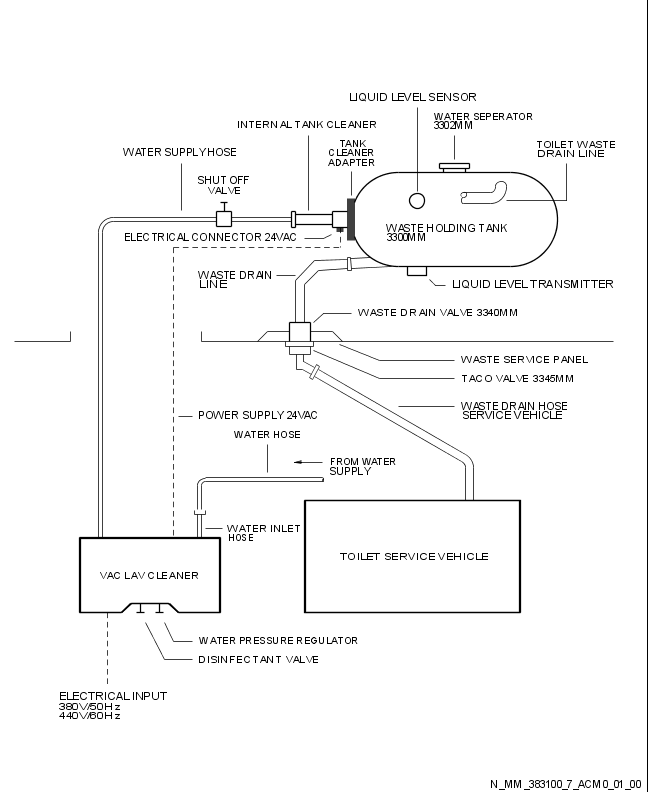 LIQUID LEVEL SENSOR
WATER SEPERATOR
3302MM
INTERNAL TANK CLEANER
TANK
CLEANER
ADAPTER
TOILET WASTE
DRAIN LINE
WATER SUPPLY HOSE
SHUT OFF
VALVE
WASTE HOLDING TANK
3300MM
ELECTRICAL CONNECTOR 24VAC
WASTE DRAIN
LINE
LIQUID LEVEL TRANSMITTER
WASTE DRAIN VALVE 3340MM
WASTE SERVICE PANEL
TACO VALVE 3345MM
WASTE DRAIN HOSE
SERVICE VEHICLE
POWER SUPPLY 24VAC
WATER HOSE
FROM WATER
SUPPLY
WATER INLET
HOSE
TOILET SERVICE VEHICLE
VAC LAV CLEANER
WATER PRESSURE REGULATOR
DISINFECTANT VALVE
ELECTRICAL INPUT
380V/50Hz
440V/60Hz
N_MM_383100_7_ACM0_01_00